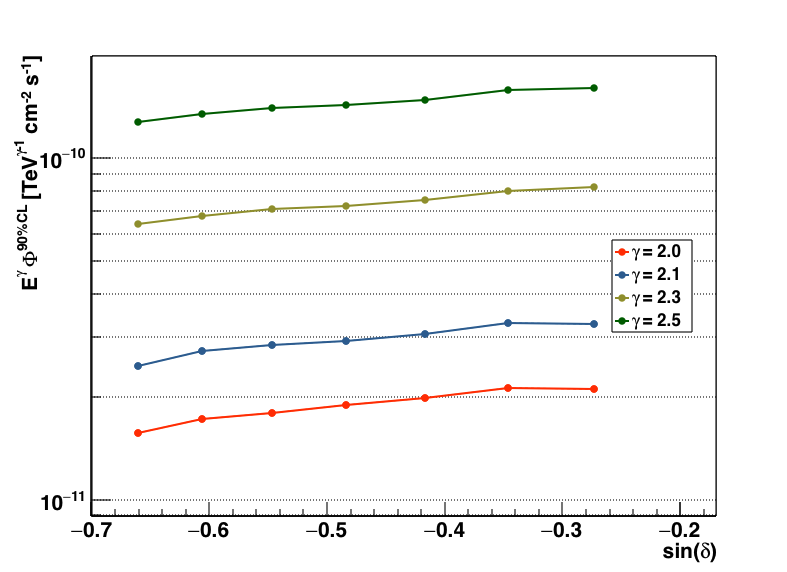 E^γ Φ^90%CL [TeV^γ-1 cm^-2 s^-1]
10^−10
10^−11
γ = 2.0
γ = 2.1
γ = 2.3
γ = 2.5
−0.7 −0.6 −0.5 −0.4 −0.3 −0.2
sin(δ)